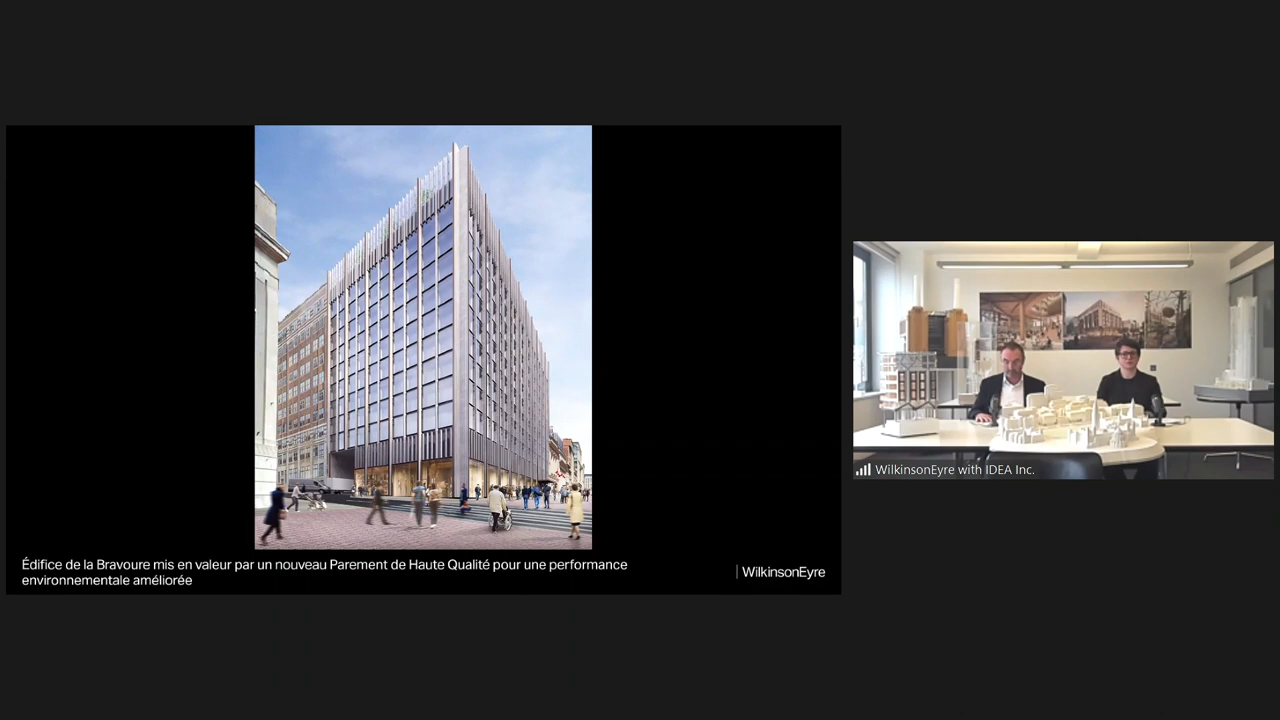 Édifice de la Bravoure mis en valeur par un nouveau Parement de Haute Qualité pour une performance
environnementale améliorée
WilkinsonEyre
WilkinsonEyre with IDEA Inc.